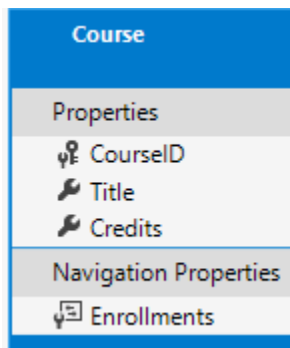 Course
Properties
CourseID
Title
Credits
Navigation Properties
Enrollments